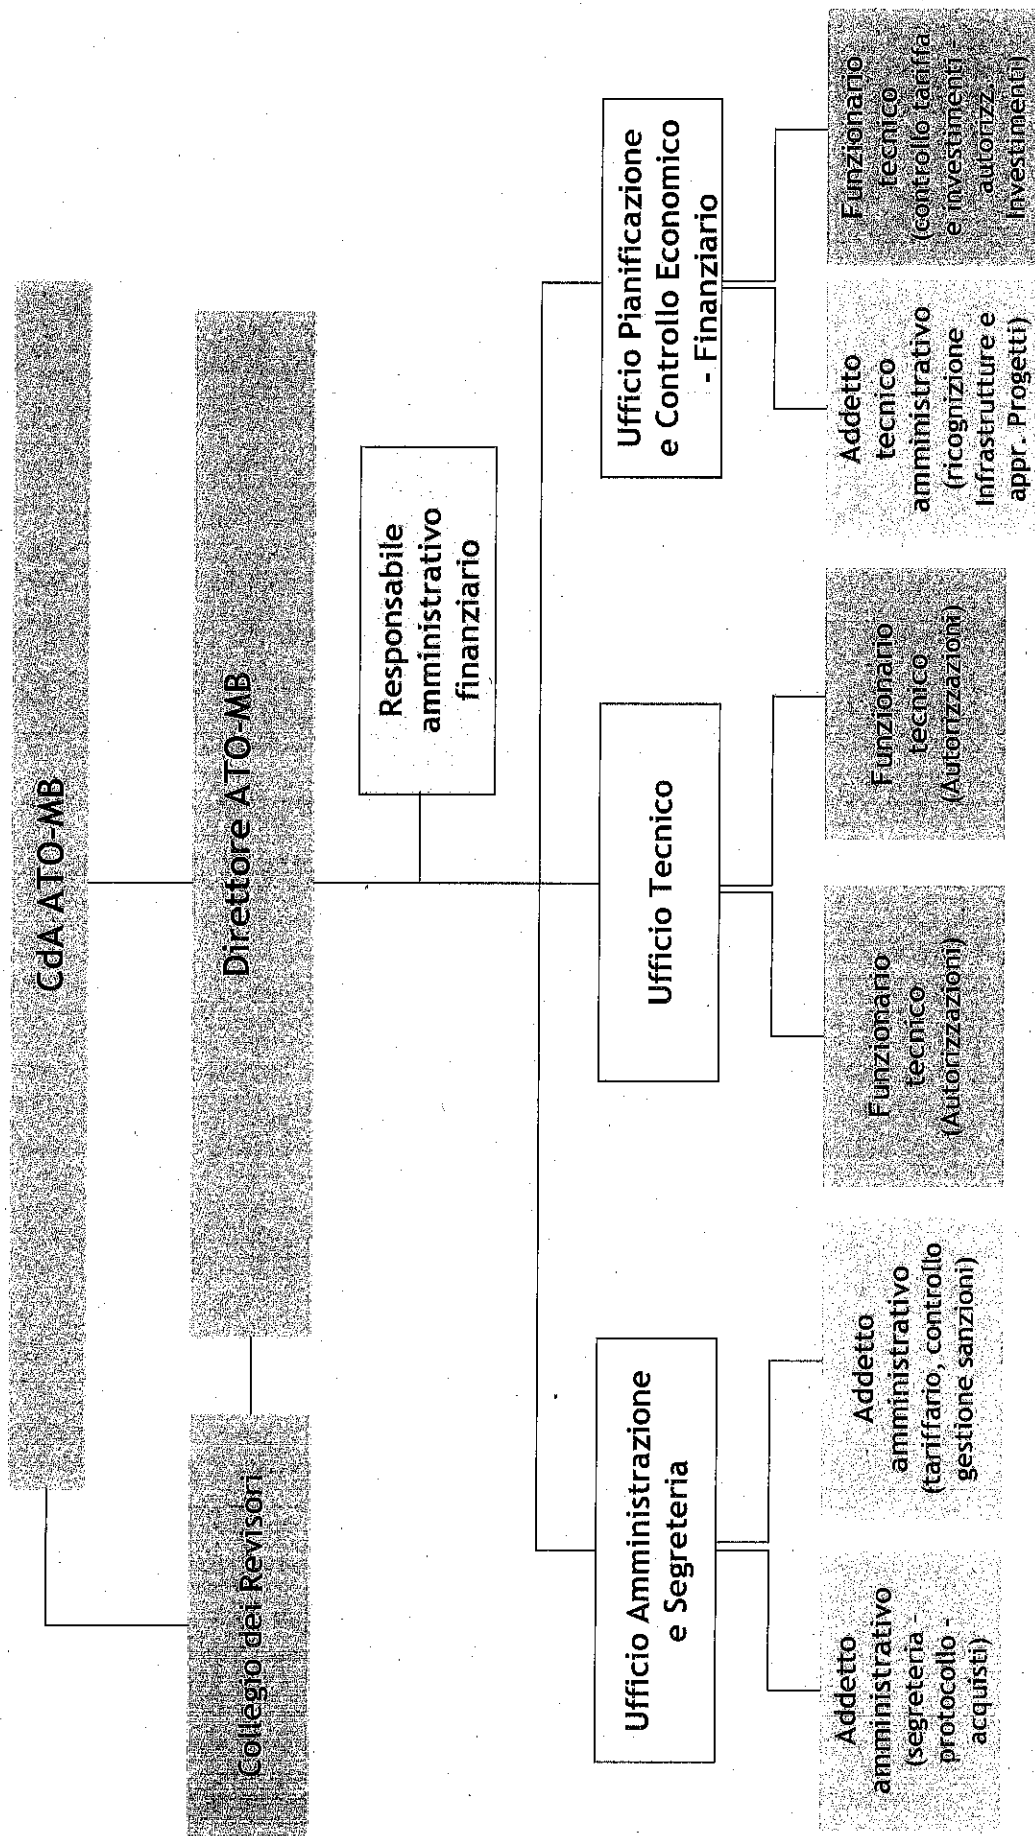 CdA ATO-MB
Collegio dei Revisori
Direttore ATO-MB
Responsabile
amministrativo
finanziario
Ufficio Amministrazione
e Segreteria
Ufficio Tecnico
Ufficio Pianificazione
e Controllo Economico
- Finanziario
Addetto
amministrativo
(segreteria -
protocollo -
acquisti)
Addetto
amministrativo
(tariffario, controllo
gestione sanzioni)
Funzionario
tecnico
(Autorizzazioni)
Funzionario
tecnico
(Autorizzazioni)
Addetto
tecnico
amministrativo
(ricognizione
Infrastrutture e
appr. Progetti)
Funzionario
tecnico
(controllo tariffa
e investimenti -
autorizz.
Investimenti)